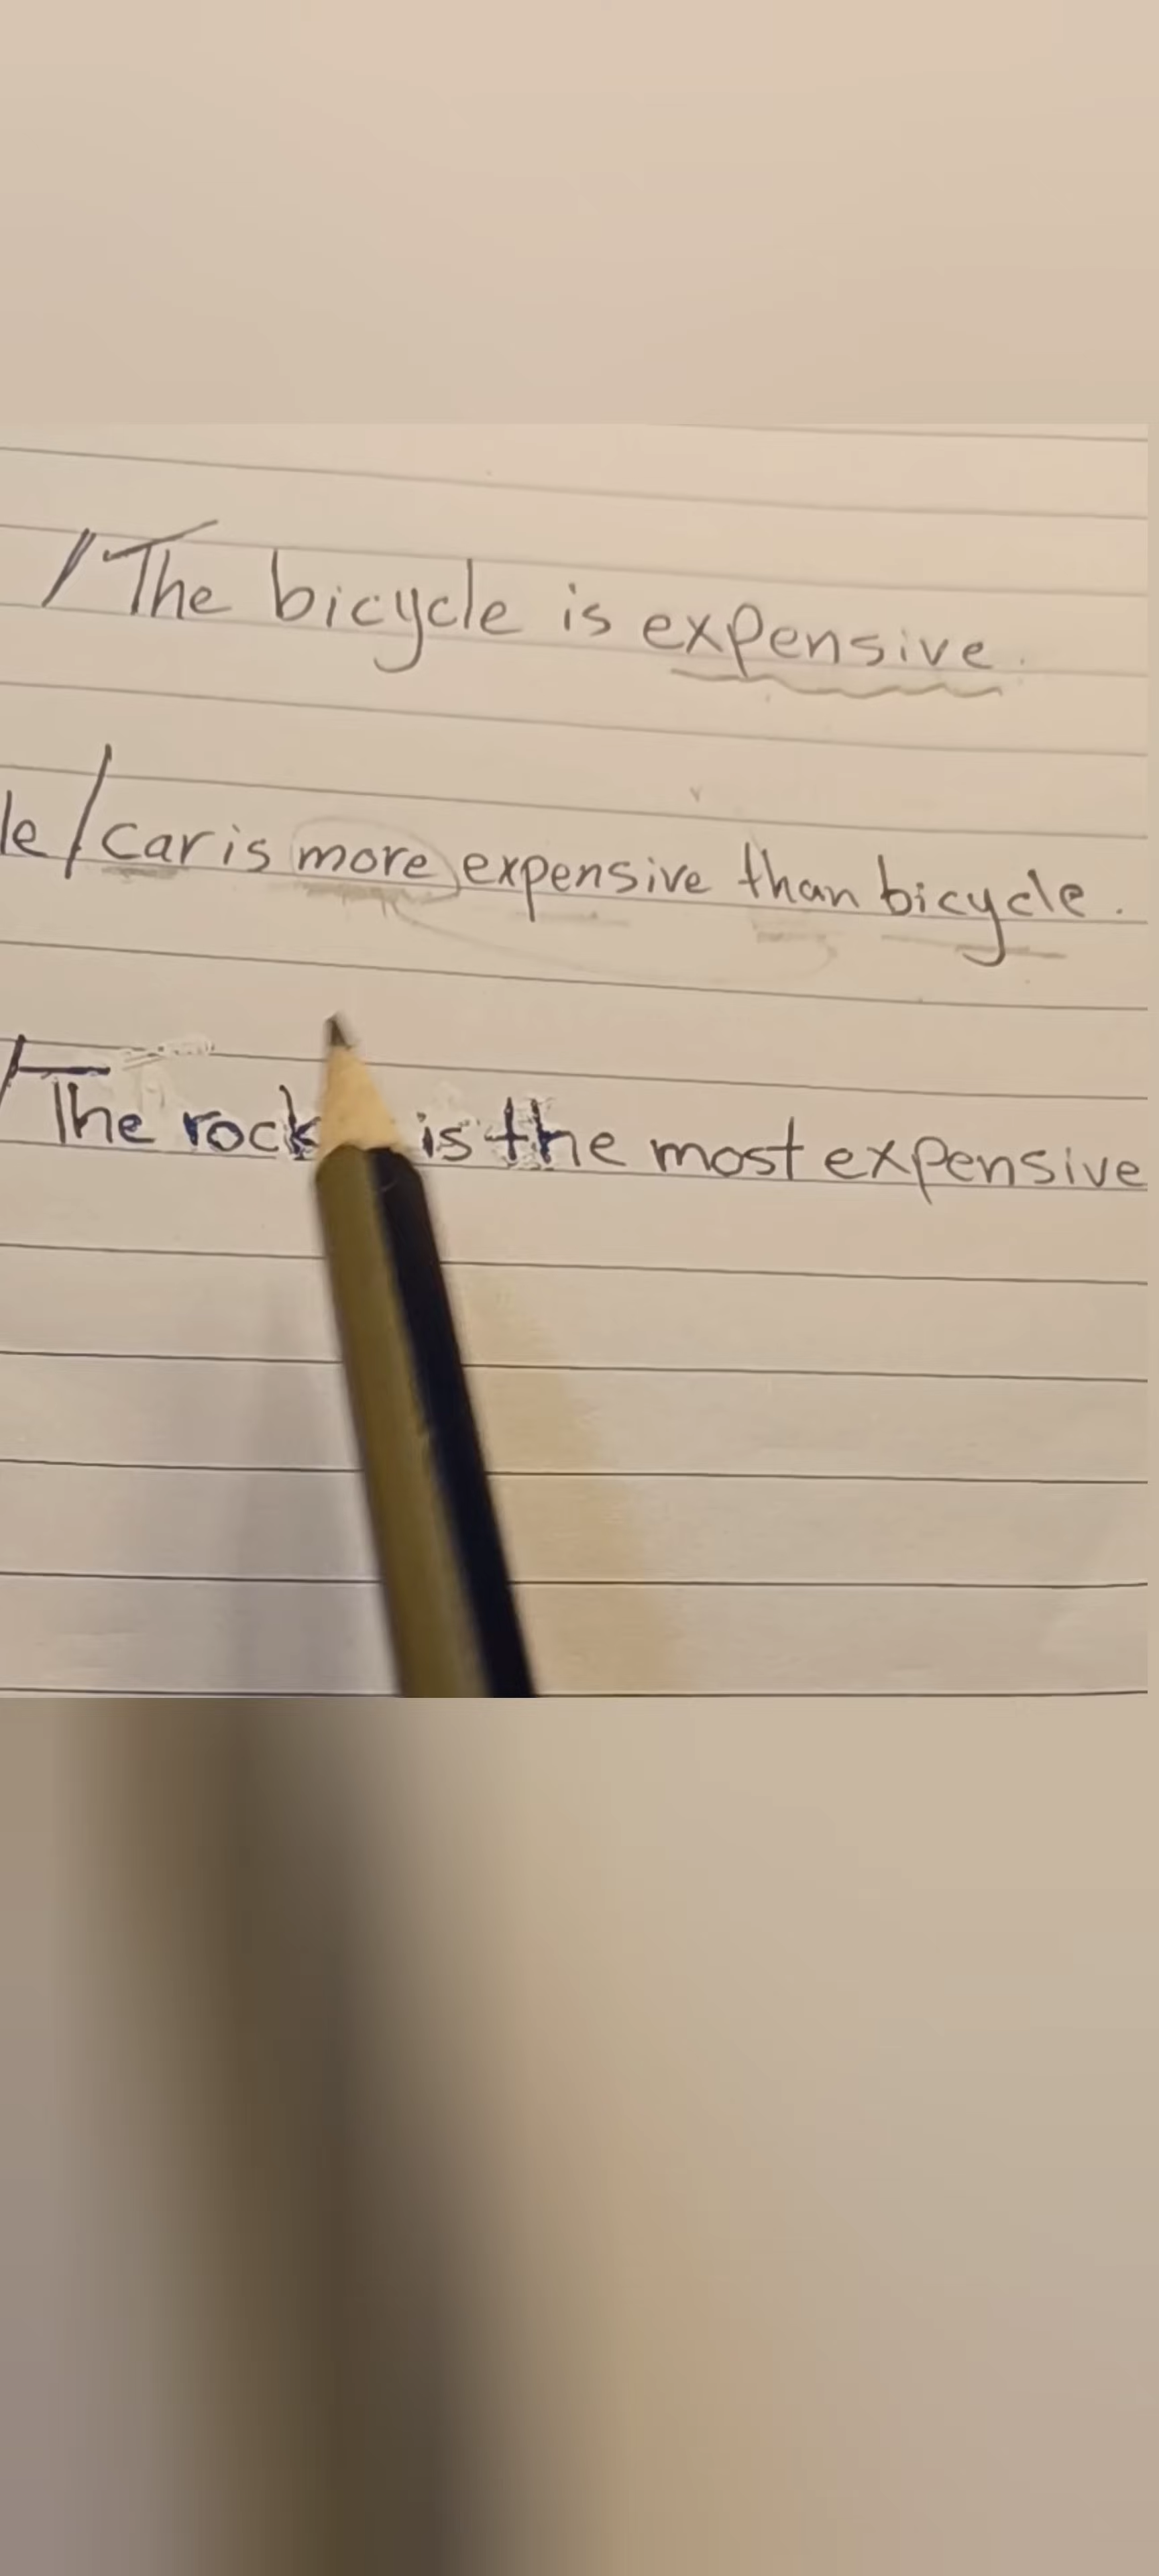 /The bicycle is expensive.
le/car is more expensive than bicycle.
/The rock is the most expensive